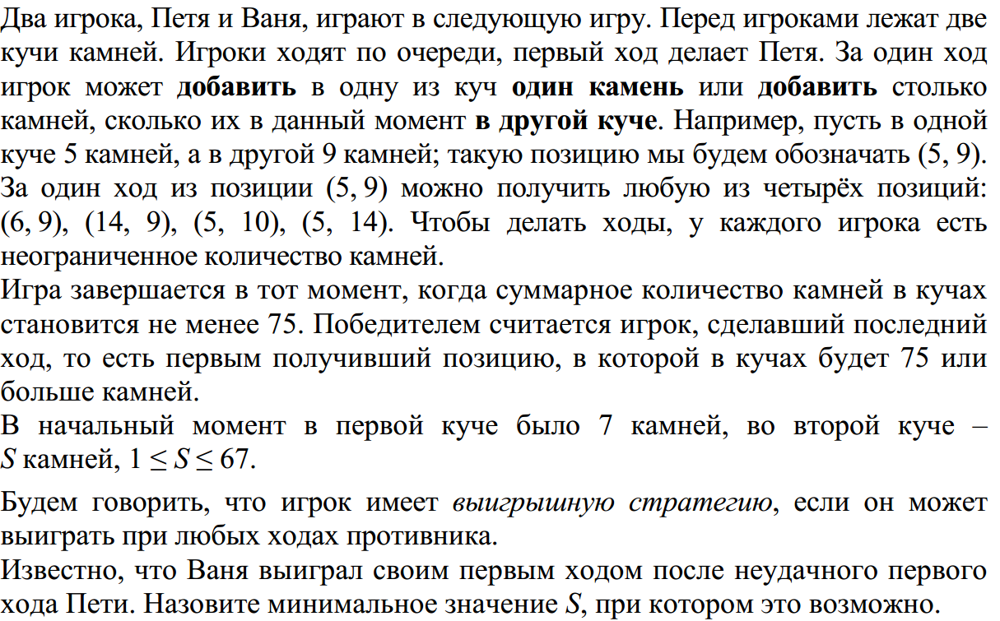 Два игрока, Петя и Ваня, играют в следующую игру. Перед игроками лежат две
кучи камней. Игроки ходят по очереди, первый ход делает Петя. За один ход
игрок может добавить в одну из куч один камень или добавить столько
камней, сколько их в данный момент в другой куче. Например, пусть в одной
куче 5 камней, а в другой 9 камней; такую позицию мы будем обозначать (5, 9).
За один ход из позиции (5, 9) можно получить любую из четырёх позиций:
(6, 9), (14, 9), (5, 10), (5, 14). Чтобы делать ходы, у каждого игрока есть
неограниченное количество камней.
Игра завершается в тот момент, когда суммарное количество камней в кучах
становится не менее 75. Победителем считается игрок, сделавший последний
ход, то есть первым получивший позицию, в которой в кучах будет 75 или
больше камней.
В начальный момент в первой куче было 7 камней, во второй куче –
S камней, 1 ≤ S ≤ 67.
Будем говорить, что игрок имеет выигрышную стратегию, если он может
выиграть при любых ходах противника.
Известно, что Ваня выиграл своим первым ходом после неудачного первого
хода Пети. Назовите минимальное значение S, при котором это возможно.